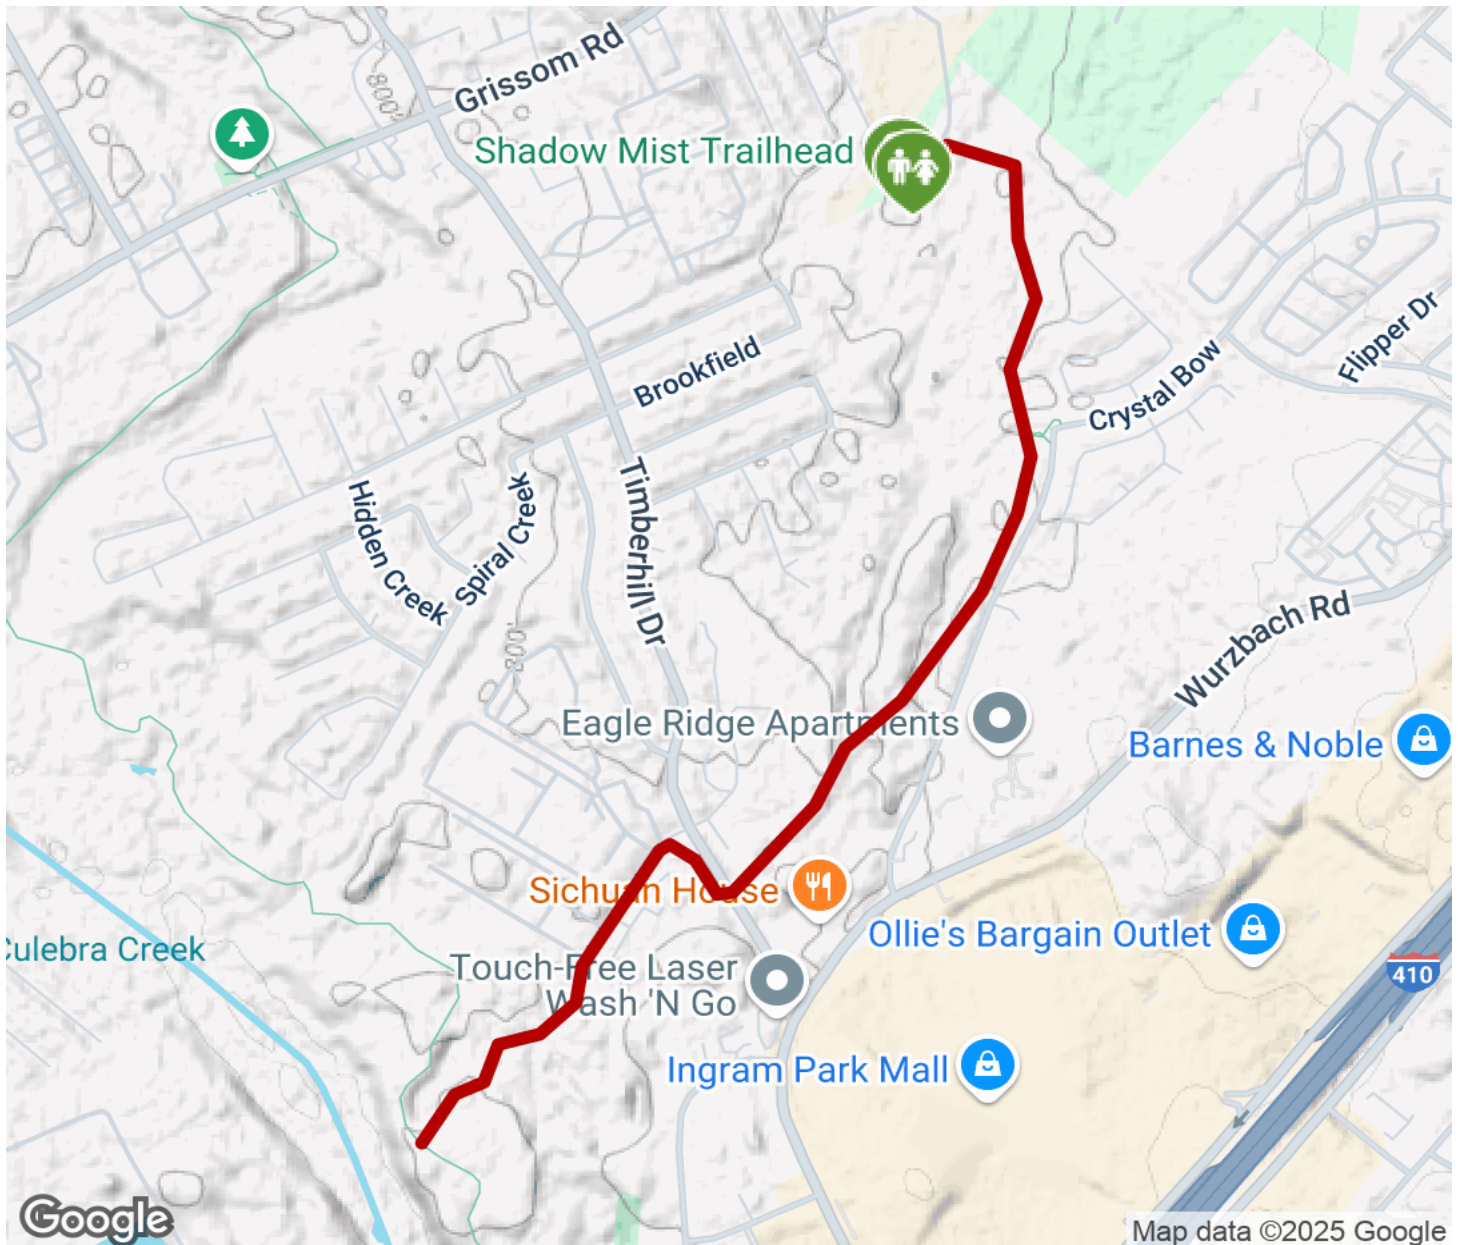 Grissom Rd
800'
Shadow Mist Trailhead
Flipper Dr
Brookfield
Crystal Bow
Timberhill Dr
Hidden Creek
Spiral Creek
Wurzbach Rd
800'
Eagle Ridge Apartments
Barnes & Noble
Sichuan House
Ollie's Bargain Outlet
Culebra Creek
Touch-Free Laser
Wash 'N Go
410
Ingram Park Mall
Google
Map data ©2025 Google